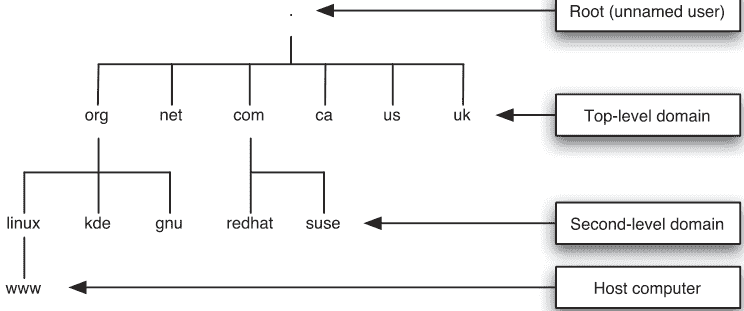 .
Root (unnamed user)
org net com ca us uk
Top-level domain
linux kde gnu redhat suse
Second-level domain
www
Host computer